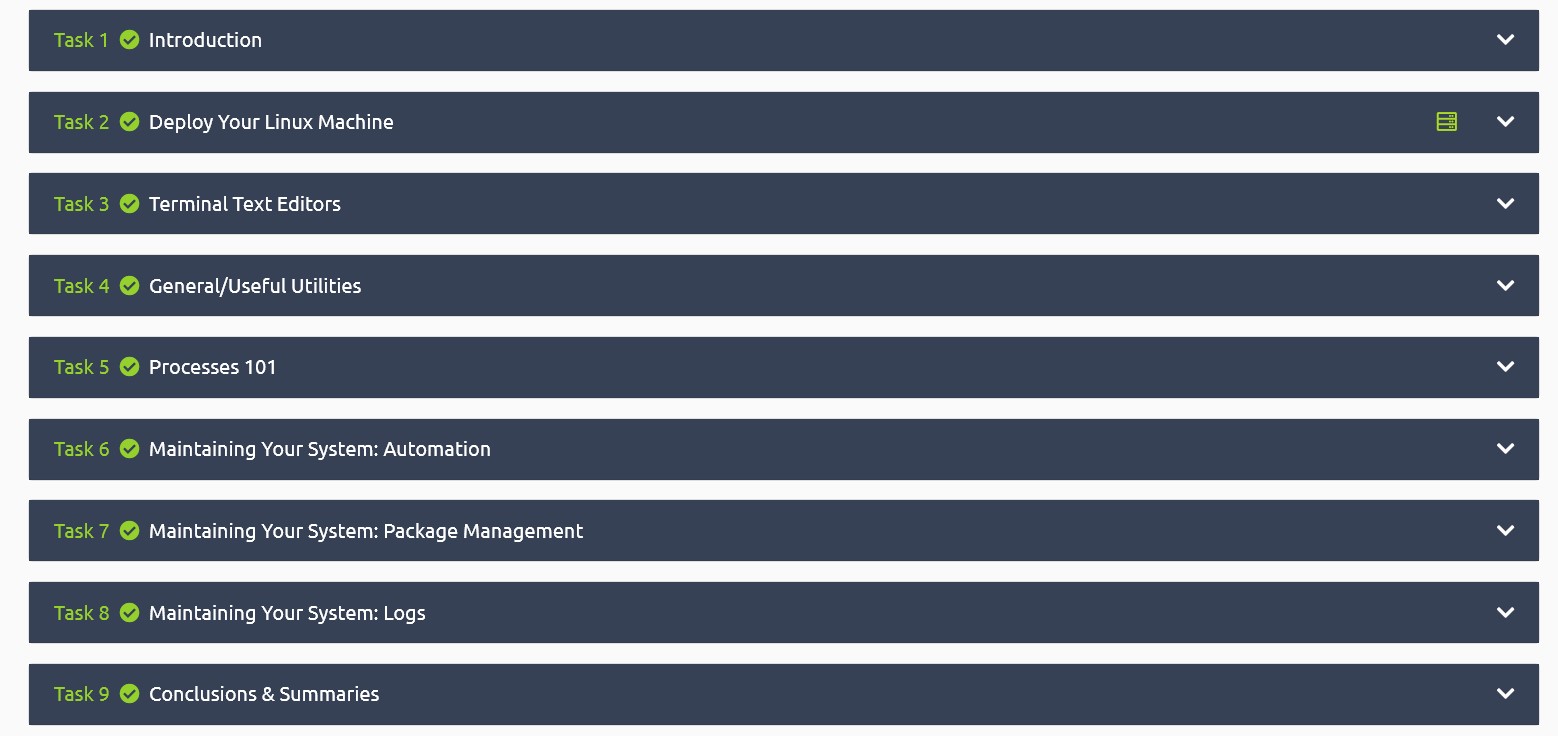 Task 1 Introduction
Task 2 Deploy Your Linux Machine
Task 3 Terminal Text Editors
Task 4 General/Useful Utilities
Task 5 Processes 101
Task 6 Maintaining Your System: Automation
Task 7 Maintaining Your System: Package Management
Task 8 Maintaining Your System: Logs
Task 9 Conclusions & Summaries